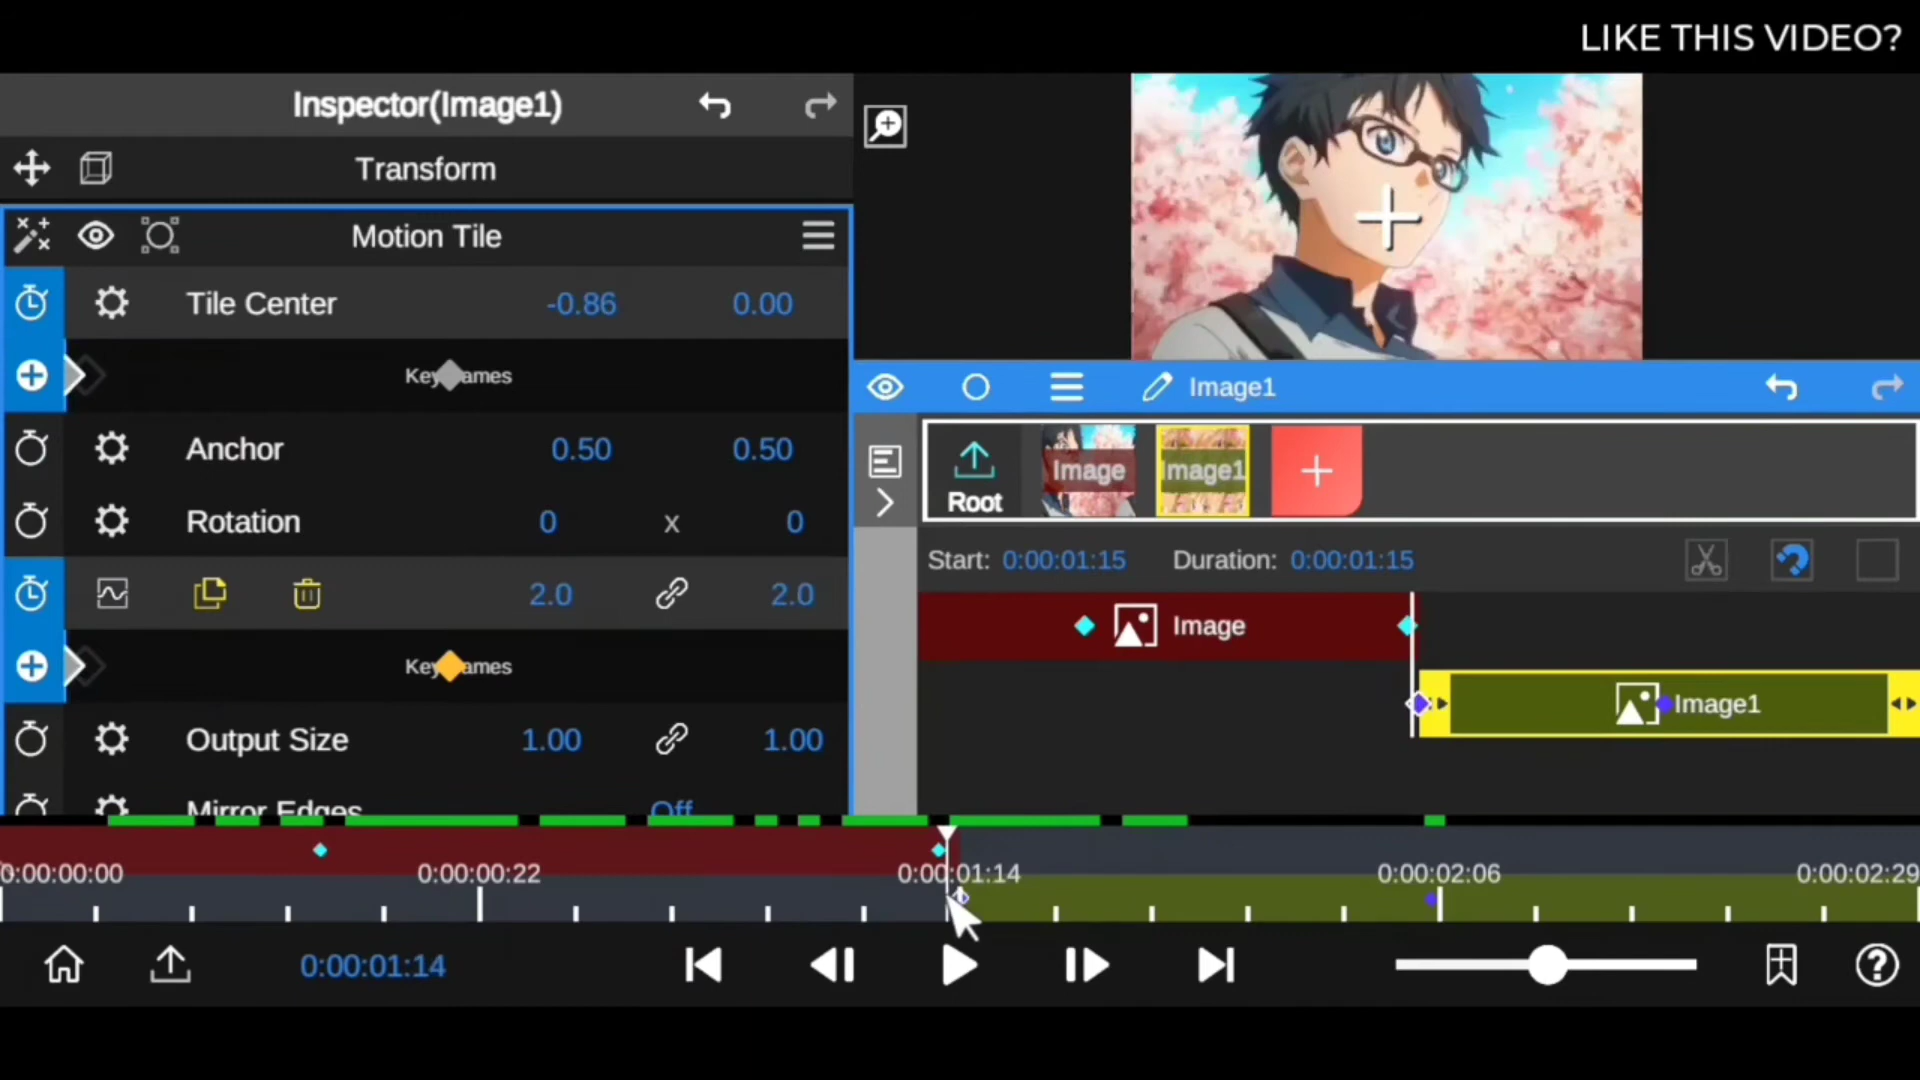 LIKE THIS VIDEO?
Inspector(Image1)
Transform
Motion Tile
Tile Center -0.86 0.00
Anchor 0.50 0.50
Rotation 0 x 0
2.0 2.0
Output Size 1.00 1.00
Mirror Edges Off
Image1
Root
Image
Image1
Start: 0:00:01:15 Duration: 0:00:01:15
Image
Image1
0:00:00:00 0:00:00:22 0:00:01:14 0:00:02:06 0:00:02:29
0:00:01:14